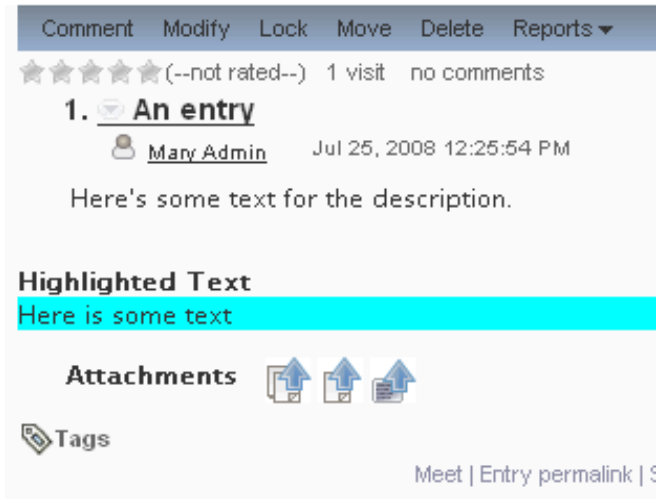 Comment Modify Lock Move Delete Reports
(--not rated--) 1 visit no comments
1. An entry
Mary Admin Jul 25, 2008 12:25:54 PM
Here's some text for the description.
Highlighted Text
Here is some text
Attachments
Tags
Meet | Entry permalink | S